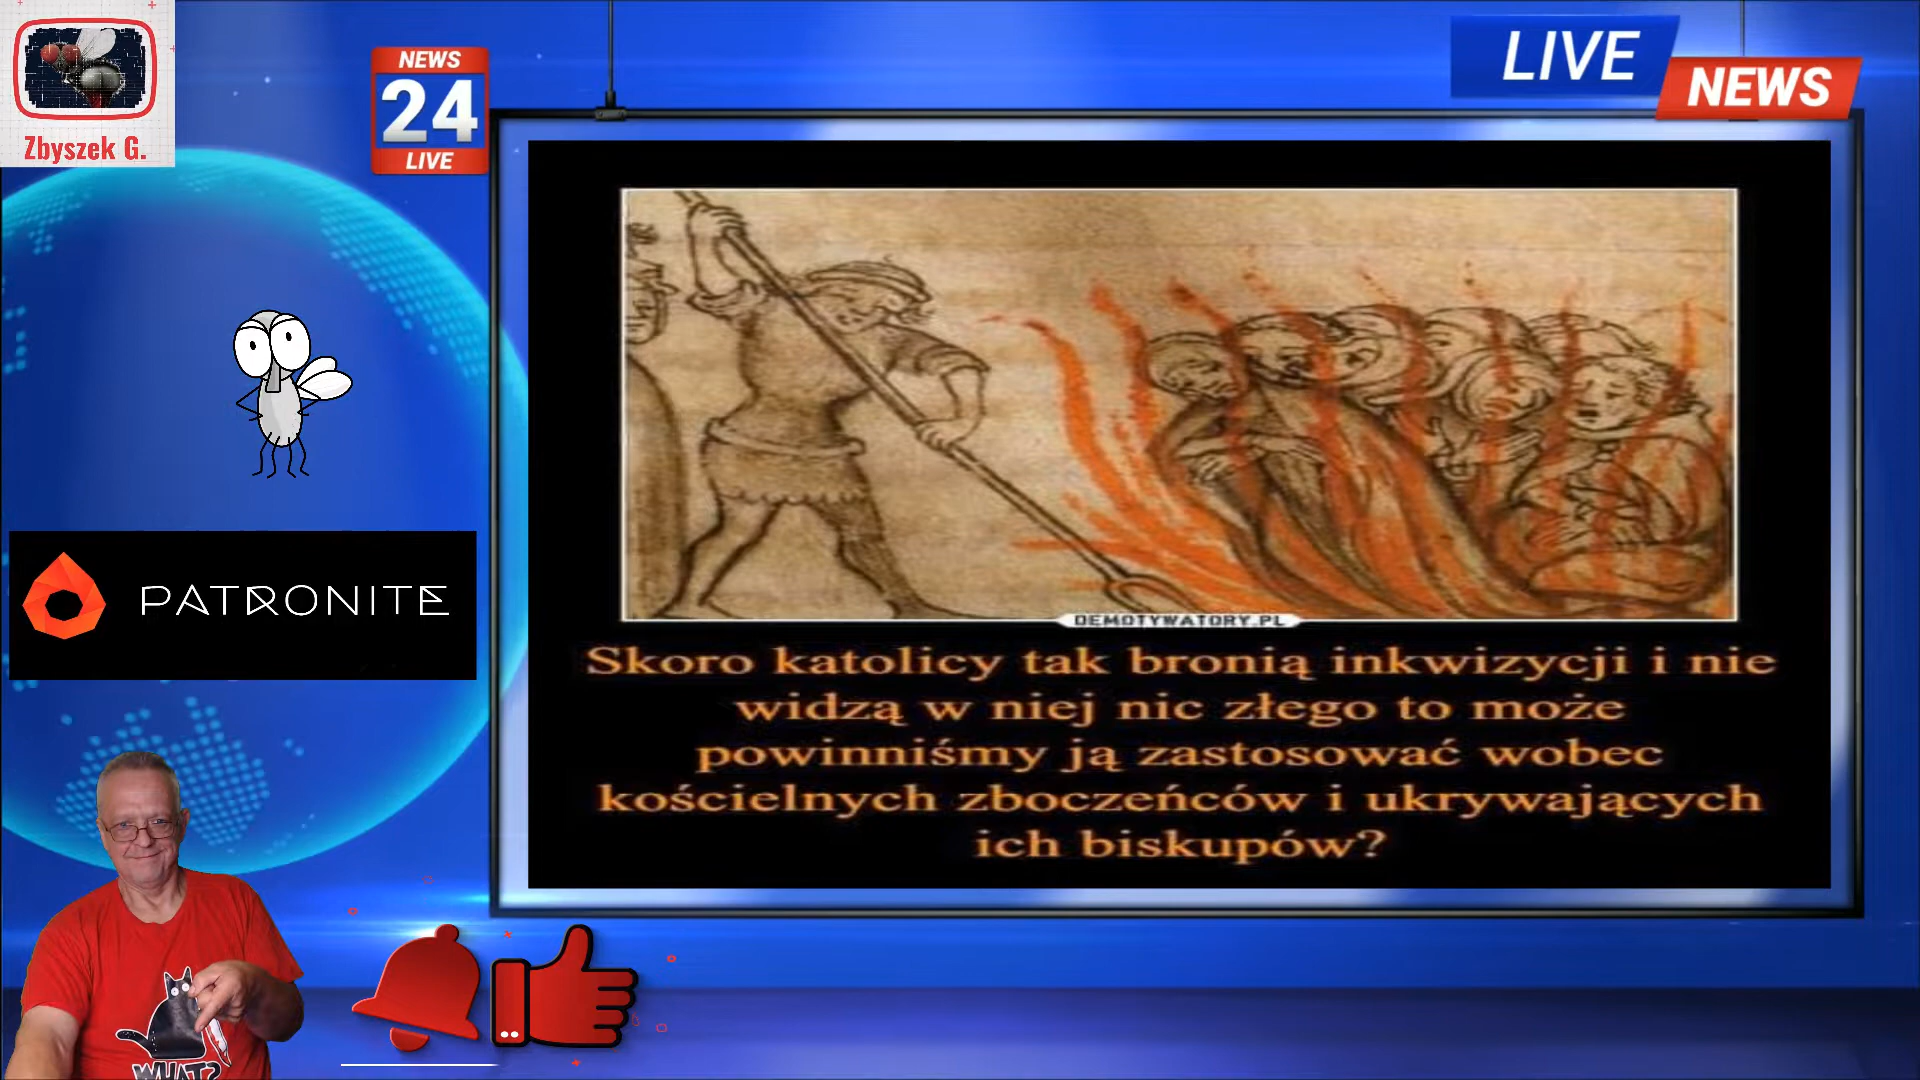 Zbyszek G.
NEWS
24
LIVE
LIVE
NEWS
PATRONITE
DEMOTYWATORY.PL
Skoro katolicy tak bronią inkwizycji i nie
widzą w niej nic złego to może
powinniśmy ją zastosować wobec
kościelnych zboczeńców i ukrywających
ich biskupów?
WHAT?